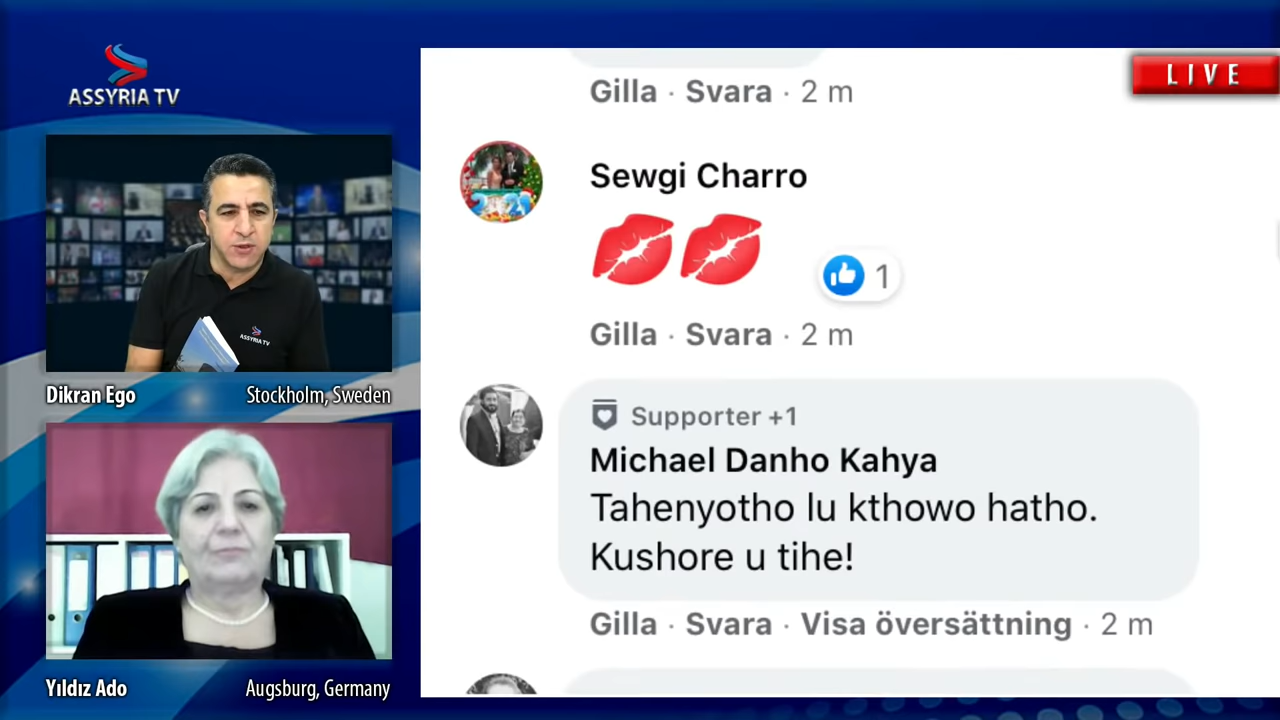 ASSYRIA TV
LIVE
ASSYRIA TV
Dikran Ego
Stockholm, Sweden
Yıldız Ado
Augsburg, Germany
Gilla · Svara · 2 m
Sewgi Charro
1
Gilla · Svara · 2 m
Supporter +1
Michael Danho Kahya
Tahenyotho lu kthowo hatho.
Kushore u tihe!
Gilla · Svara · Visa översättning · 2 m